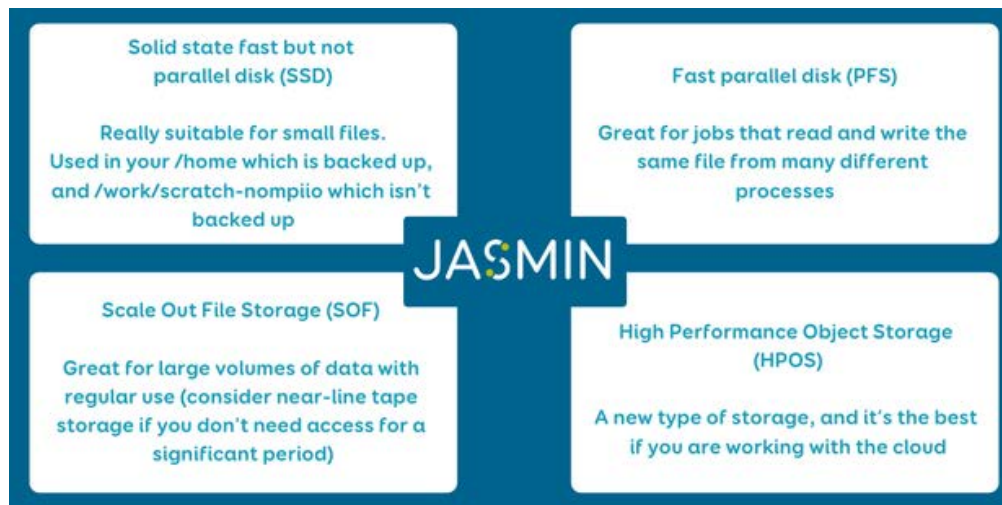 Solid state fast but not
parallel disk (SSD)
Really suitable for small files.
Used in your /home which is backed up,
and /work/scratch-nompiio which isn't
backed up
Fast parallel disk (PFS)
Great for jobs that read and write the
same file from many different
processes
JASMIN
Scale Out File Storage (SOF)
Great for large volumes of data with
regular use (consider near-line tape
storage if you don't need access for a
significant period)
High Performance Object Storage
(HPOS)
A new type of storage, and it's the best
if you are working with the cloud